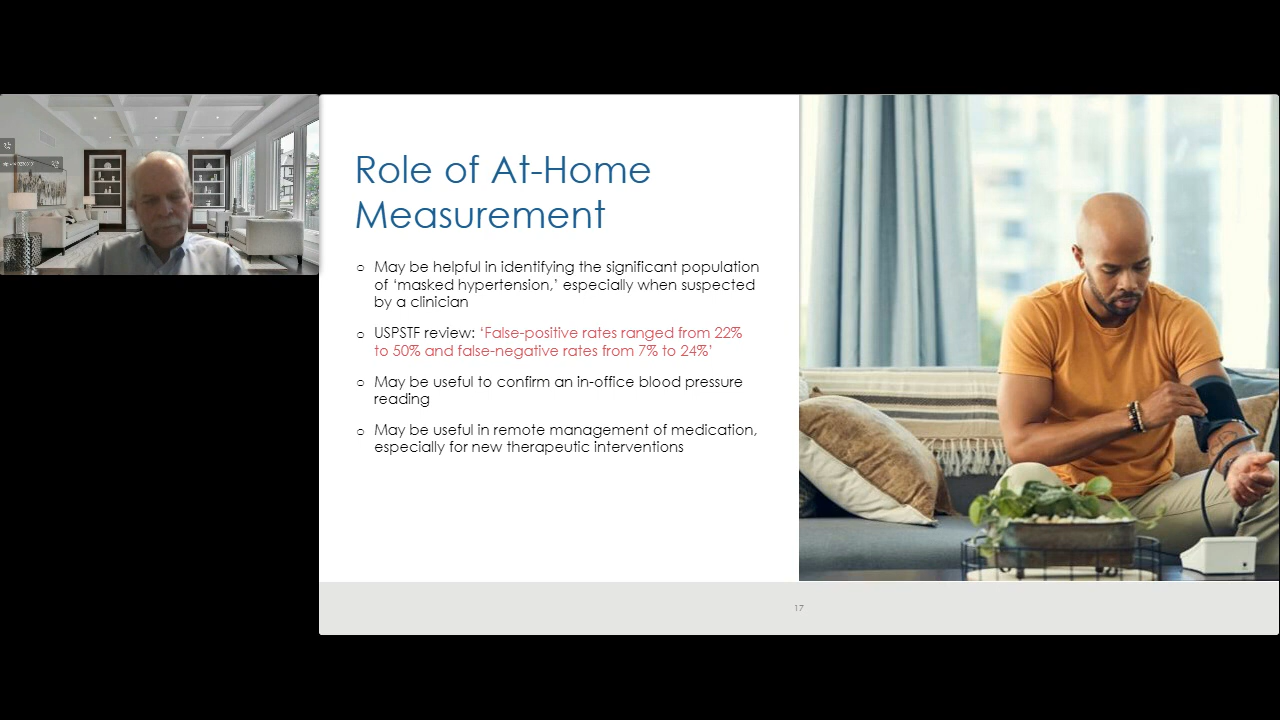 Role of At-Home
Measurement
○ May be helpful in identifying the significant population
of ‘masked hypertension,’ especially when suspected
by a clinician
○ USPSTF review: ‘False-positive rates ranged from 22%
to 50% and false-negative rates from 7% to 24%’
○ May be useful to confirm an in-office blood pressure
reading
○ May be useful in remote management of medication,
especially for new therapeutic interventions
17